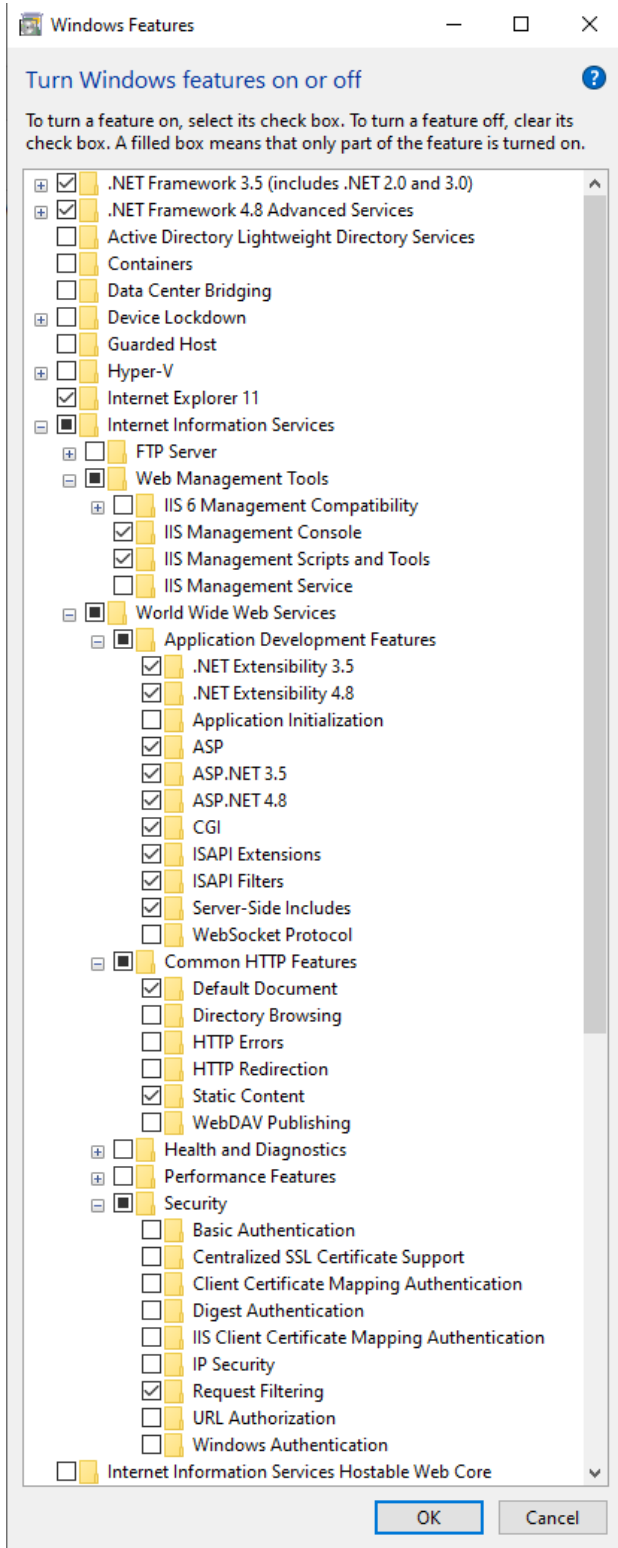 Windows Features
Turn Windows features on or off
?
To turn a feature on, select its check box. To turn a feature off, clear its
check box. A filled box means that only part of the feature is turned on.
.NET Framework 3.5 (includes .NET 2.0 and 3.0)
.NET Framework 4.8 Advanced Services
Active Directory Lightweight Directory Services
Containers
Data Center Bridging
Device Lockdown
Guarded Host
Hyper-V
Internet Explorer 11
Internet Information Services
FTP Server
Web Management Tools
IIS 6 Management Compatibility
IIS Management Console
IIS Management Scripts and Tools
IIS Management Service
World Wide Web Services
Application Development Features
.NET Extensibility 3.5
.NET Extensibility 4.8
Application Initialization
ASP
ASP.NET 3.5
ASP.NET 4.8
CGI
ISAPI Extensions
ISAPI Filters
Server-Side Includes
WebSocket Protocol
Common HTTP Features
Default Document
Directory Browsing
HTTP Errors
HTTP Redirection
Static Content
WebDAV Publishing
Health and Diagnostics
Performance Features
Security
Basic Authentication
Centralized SSL Certificate Support
Client Certificate Mapping Authentication
Digest Authentication
IIS Client Certificate Mapping Authentication
IP Security
Request Filtering
URL Authorization
Windows Authentication
Internet Information Services Hostable Web Core
OK Cancel